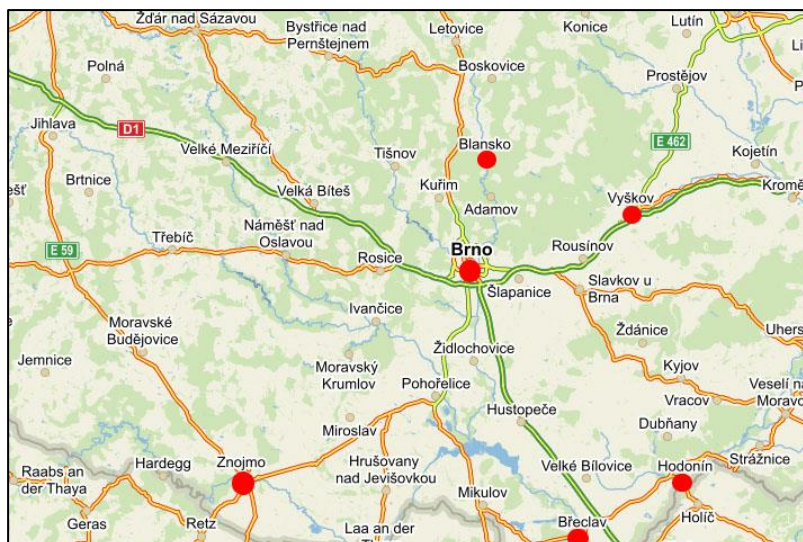 Žďár nad Sázavou
Bystřice nad
Pernštejnem
Letovice
Konice
Lutín
Polná
Boskovice
Prostějov
D1
Jihlava
Velké Meziříčí
Tišnov
Blansko
E 462
Kojetín
Brtnice
Velká Bíteš
Kuřim
Adamov
Vyškov
Kromě
Náměšť nad
Oslavou
E 59
Třebíč
Rosice
Brno
Rousínov
Šlapanice
Slavkov u
Brna
Ivančice
Moravské
Budějovice
Ždánice
Uhers
Jemnice
Židlochovice
Moravský
Krumlov
Pohořelice
Kyjov
Veselí na
Moravo
Vracov
Hustopeče
Miroslav
Dubňany
Znojmo
Hardegg
Raabs an
der Thaya
Hrušovany
nad Jevišovkou
Velké Bílovice
Hodonín
Strážnice
Mikulov
Geras
Retz
Laa an der
Břeclav
Holíč